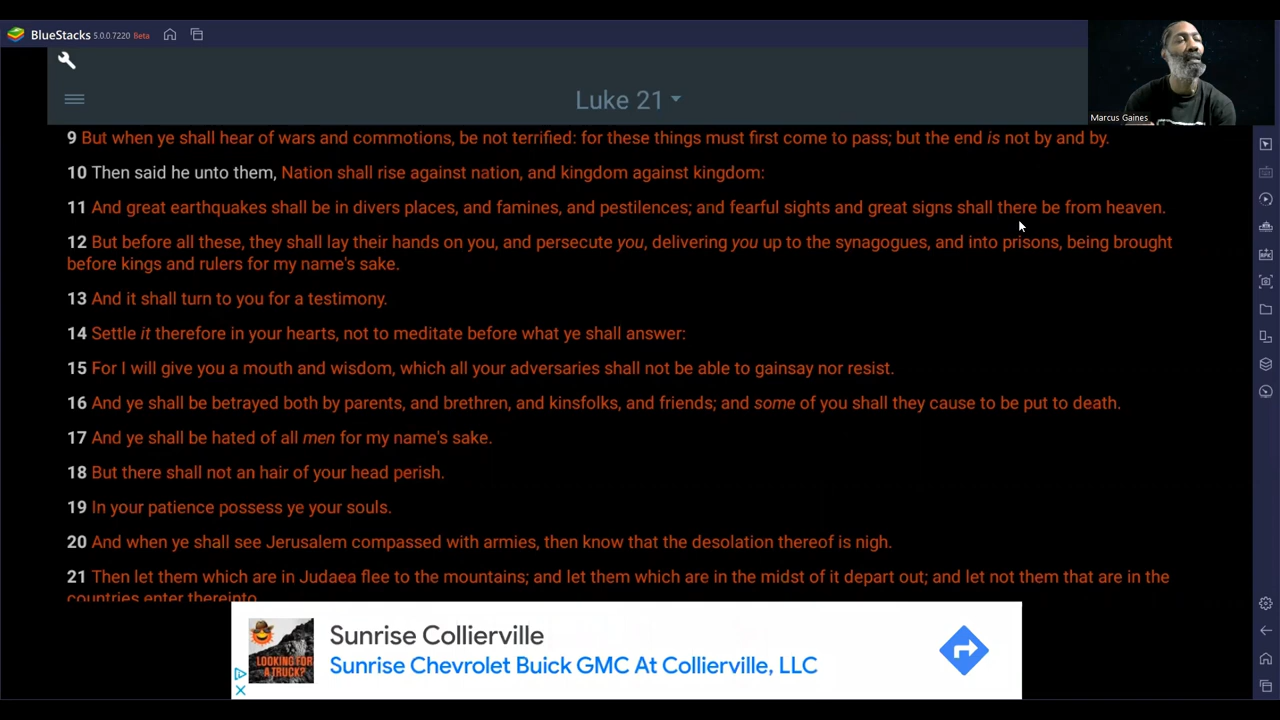 BlueStacks 5.0.0.7220 Beta
Luke 21
Marcus Gaines
9 But when ye shall hear of wars and commotions, be not terrified: for these things must first come to pass; but the end is not by and by.
10 Then said he unto them, Nation shall rise against nation, and kingdom against kingdom:
11 And great earthquakes shall be in divers places, and famines, and pestilences; and fearful sights and great signs shall there be from heaven.
12 But before all these, they shall lay their hands on you, and persecute you, delivering you up to the synagogues, and into prisons, being brought
before kings and rulers for my name's sake.
13 And it shall turn to you for a testimony.
14 Settle it therefore in your hearts, not to meditate before what ye shall answer:
15 For I will give you a mouth and wisdom, which all your adversaries shall not be able to gainsay nor resist.
16 And ye shall be betrayed both by parents, and brethren, and kinsfolks, and friends; and some of you shall they cause to be put to death.
17 And ye shall be hated of all men for my name's sake.
18 But there shall not an hair of your head perish.
19 In your patience possess ye your souls.
20 And when ye shall see Jerusalem compassed with armies, then know that the desolation thereof is nigh.
21 Then let them which are in Judaea flee to the mountains; and let them which are in the midst of it depart out; and let not them that are in the
countries enter thereinto
LOOKING FOR
A TRUCK?
Sunrise Collierville
Sunrise Chevrolet Buick GMC At Collierville, LLC